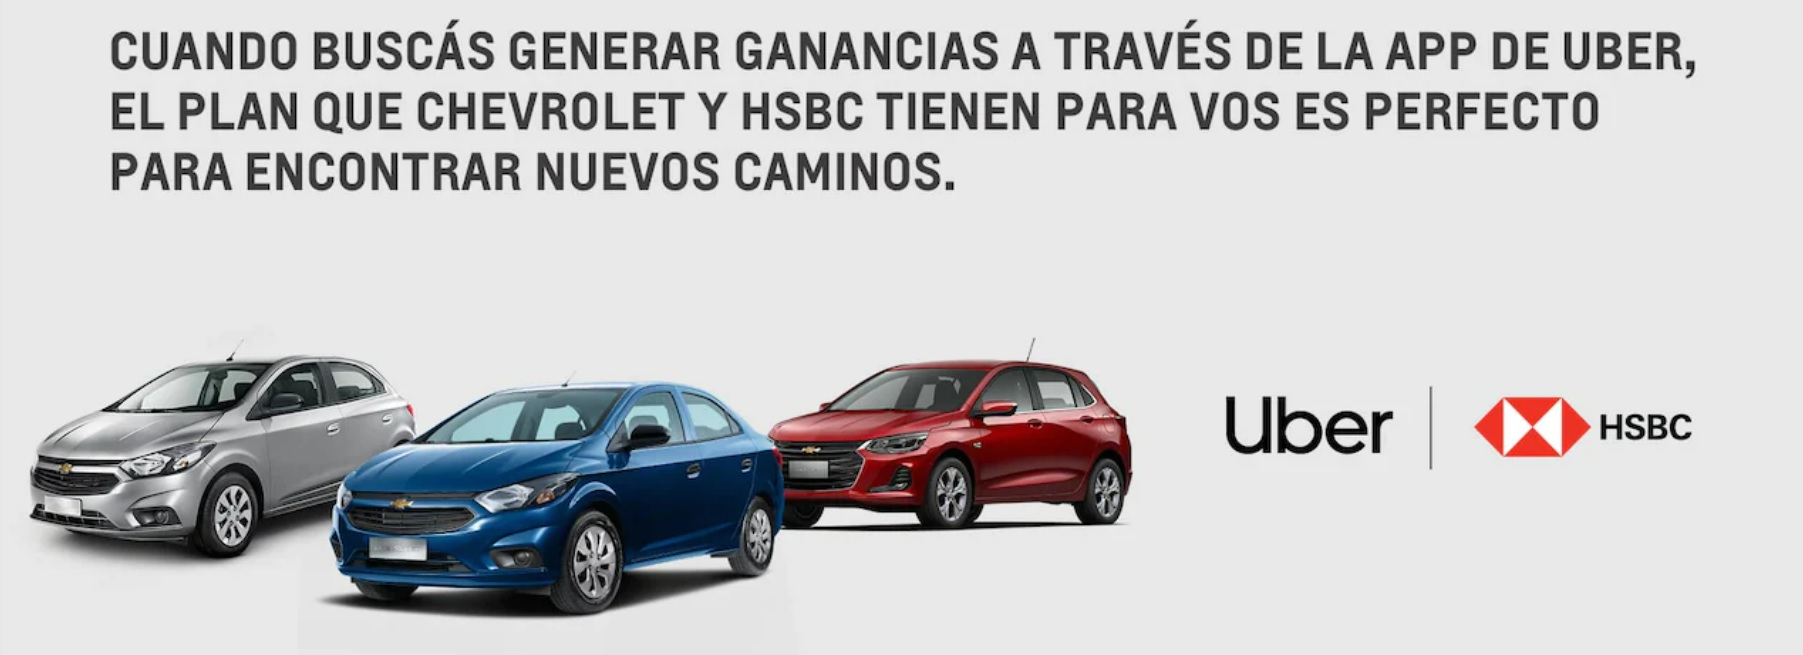 CUANDO BUSCÁS GENERAR GANANCIAS A TRAVÉS DE LA APP DE UBER,
EL PLAN QUE CHEVROLET Y HSBC TIENEN PARA VOS ES PERFECTO
PARA ENCONTRAR NUEVOS CAMINOS.
Uber
HSBC